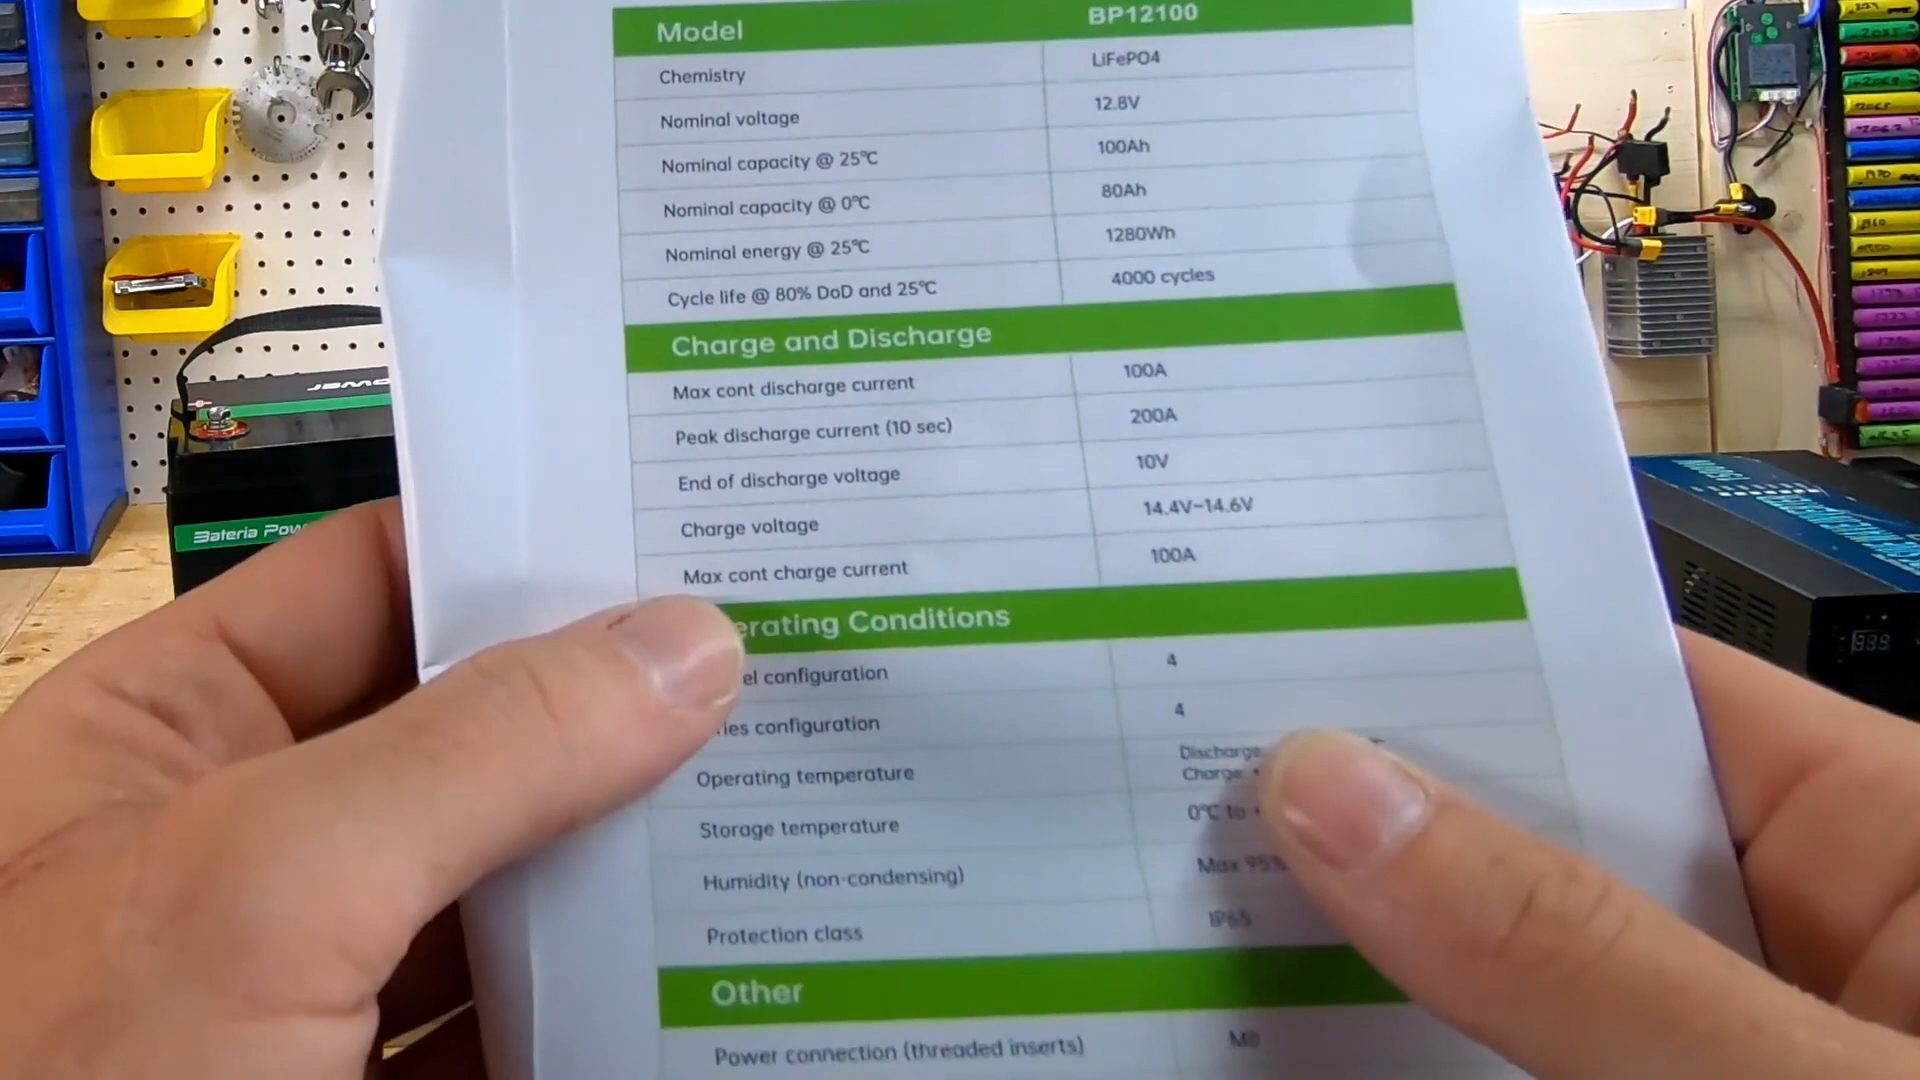 Model BP12100
Chemistry LiFePO4
Nominal voltage 12.8V
Nominal capacity @ 25℃ 100Ah
Nominal capacity @ 0℃ 80Ah
Nominal energy @ 25℃ 1280Wh
Cycle life @ 80% DoD and 25℃ 4000 cycles
Charge and Discharge
Max cont discharge current 100A
Peak discharge current (10 sec) 200A
End of discharge voltage 10V
Charge voltage 14.4V~14.6V
Max cont charge current 100A
erating Conditions
el configuration 4
ies configuration 4
Operating temperature Discharge
Charge
Storage temperature 0℃ to
Humidity (non-condensing) Max 95%
Protection class IP65
Other
Power connection (threaded inserts) M8
ower
Bateria Pow